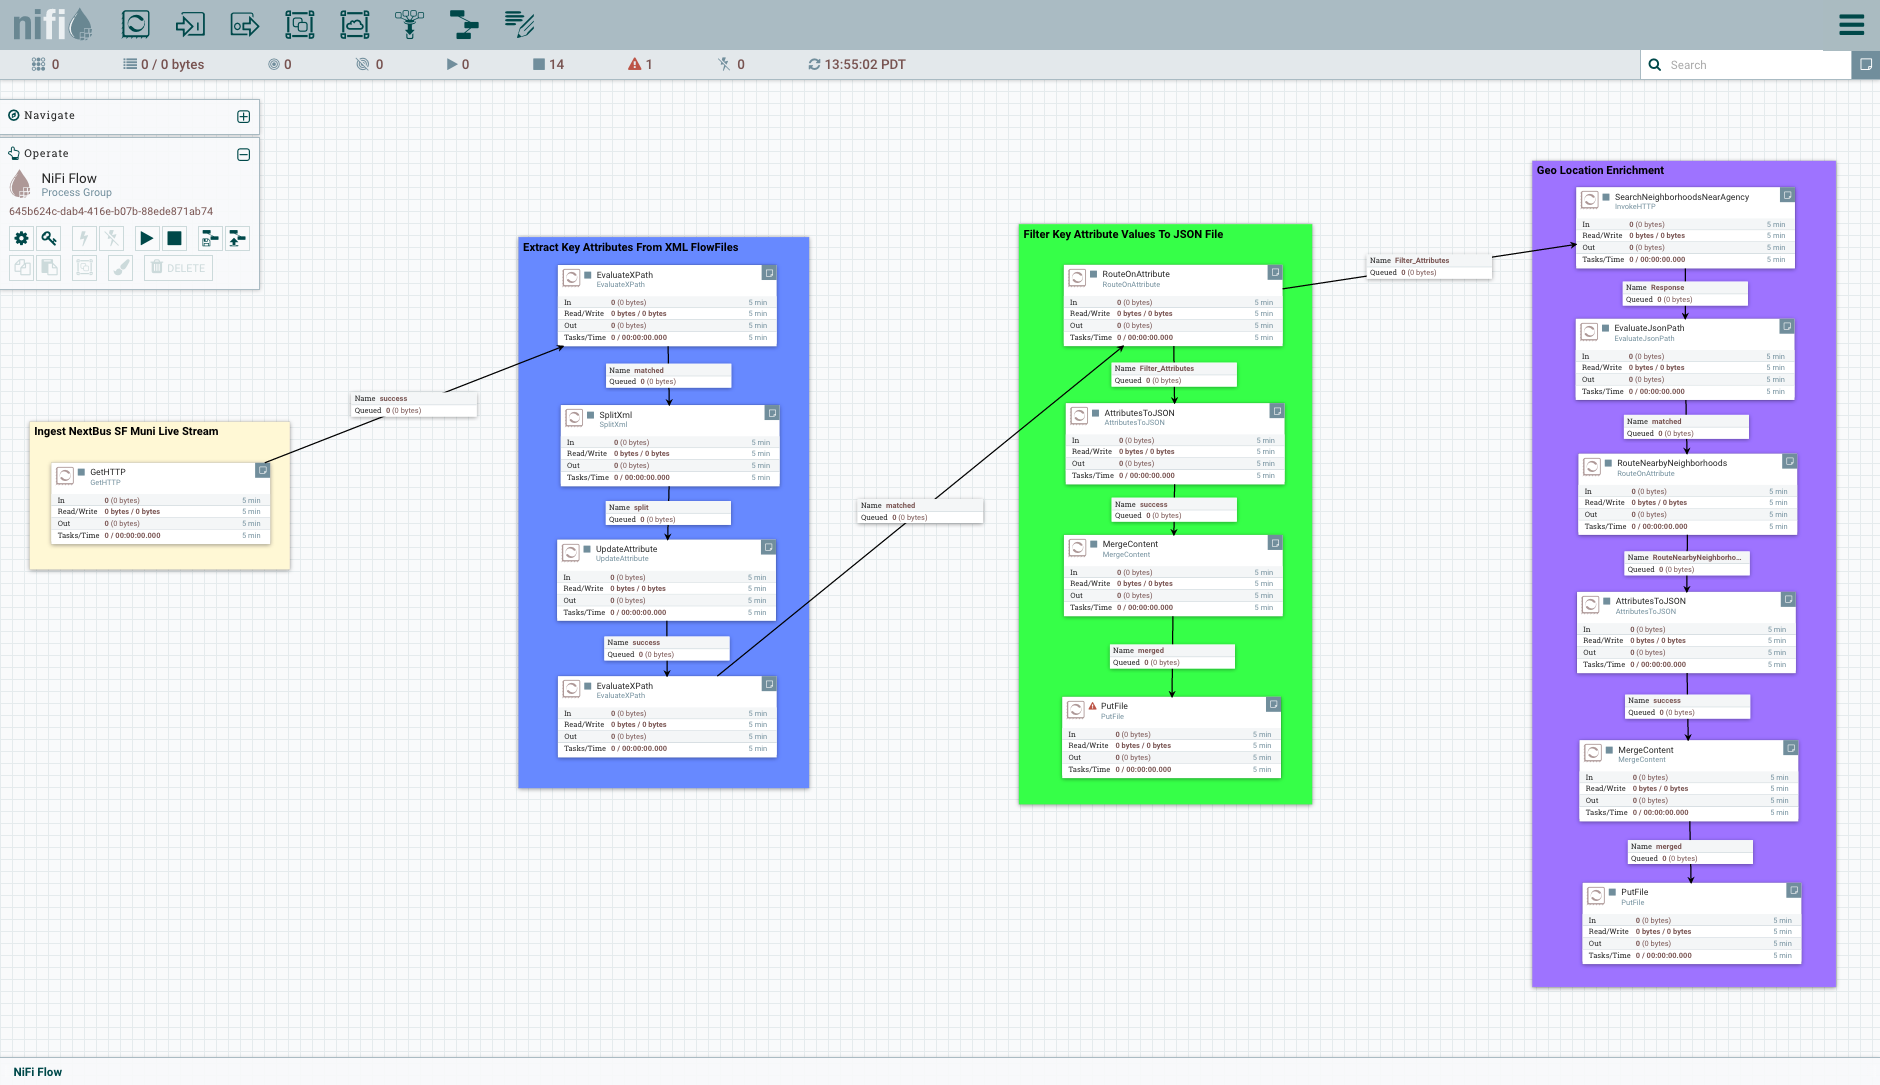 nifi
0
0 / 0 bytes
0
0
0
14
1
0
13:55:02 PDT
Search
Navigate
Operate
NiFi Flow
Process Group
645b624c-dab4-416e-b07b-88ede871ab74
DELETE
Ingest NextBus SF Muni Live Stream
GetHTTP
GetHTTP
In 0 (0 bytes) 5 min
Read/Write 0 bytes / 0 bytes 5 min
Out 0 (0 bytes) 5 min
Tasks/Time 0 / 00:00:00.000 5 min
Name success
Queued 0 (0 bytes)
Extract Key Attributes From XML FlowFiles
EvaluateXPath
EvaluateXPath
In 0 (0 bytes) 5 min
Read/Write 0 bytes / 0 bytes 5 min
Out 0 (0 bytes) 5 min
Tasks/Time 0 / 00:00:00.000 5 min
Name matched
Queued 0 (0 bytes)
SplitXml
SplitXml
In 0 (0 bytes) 5 min
Read/Write 0 bytes / 0 bytes 5 min
Out 0 (0 bytes) 5 min
Tasks/Time 0 / 00:00:00.000 5 min
Name split
Queued 0 (0 bytes)
UpdateAttribute
UpdateAttribute
In 0 (0 bytes) 5 min
Read/Write 0 bytes / 0 bytes 5 min
Out 0 (0 bytes) 5 min
Tasks/Time 0 / 00:00:00.000 5 min
Name success
Queued 0 (0 bytes)
EvaluateXPath
EvaluateXPath
In 0 (0 bytes) 5 min
Read/Write 0 bytes / 0 bytes 5 min
Out 0 (0 bytes) 5 min
Tasks/Time 0 / 00:00:00.000 5 min
Name matched
Queued 0 (0 bytes)
Filter Key Attribute Values To JSON File
RouteOnAttribute
RouteOnAttribute
In 0 (0 bytes) 5 min
Read/Write 0 bytes / 0 bytes 5 min
Out 0 (0 bytes) 5 min
Tasks/Time 0 / 00:00:00.000 5 min
Name Filter_Attributes
Queued 0 (0 bytes)
AttributesToJSON
AttributesToJSON
In 0 (0 bytes) 5 min
Read/Write 0 bytes / 0 bytes 5 min
Out 0 (0 bytes) 5 min
Tasks/Time 0 / 00:00:00.000 5 min
Name success
Queued 0 (0 bytes)
MergeContent
MergeContent
In 0 (0 bytes) 5 min
Read/Write 0 bytes / 0 bytes 5 min
Out 0 (0 bytes) 5 min
Tasks/Time 0 / 00:00:00.000 5 min
Name merged
Queued 0 (0 bytes)
PutFile
PutFile
In 0 (0 bytes) 5 min
Read/Write 0 bytes / 0 bytes 5 min
Out 0 (0 bytes) 5 min
Tasks/Time 0 / 00:00:00.000 5 min
Name Filter_Attributes
Queued 0 (0 bytes)
Geo Location Enrichment
SearchNeighborhoodsNearAgency
InvokeHTTP
In 0 (0 bytes) 5 min
Read/Write 0 bytes / 0 bytes 5 min
Out 0 (0 bytes) 5 min
Tasks/Time 0 / 00:00:00.000 5 min
Name Response
Queued 0 (0 bytes)
EvaluateJsonPath
EvaluateJsonPath
In 0 (0 bytes) 5 min
Read/Write 0 bytes / 0 bytes 5 min
Out 0 (0 bytes) 5 min
Tasks/Time 0 / 00:00:00.000 5 min
Name matched
Queued 0 (0 bytes)
RouteNearbyNeighborhoods
RouteOnAttribute
In 0 (0 bytes) 5 min
Read/Write 0 bytes / 0 bytes 5 min
Out 0 (0 bytes) 5 min
Tasks/Time 0 / 00:00:00.000 5 min
Name RouteNearbyNeighborho...
Queued 0 (0 bytes)
AttributesToJSON
AttributesToJSON
In 0 (0 bytes) 5 min
Read/Write 0 bytes / 0 bytes 5 min
Out 0 (0 bytes) 5 min
Tasks/Time 0 / 00:00:00.000 5 min
Name success
Queued 0 (0 bytes)
MergeContent
MergeContent
In 0 (0 bytes) 5 min
Read/Write 0 bytes / 0 bytes 5 min
Out 0 (0 bytes) 5 min
Tasks/Time 0 / 00:00:00.000 5 min
Name merged
Queued 0 (0 bytes)
PutFile
PutFile
In 0 (0 bytes) 5 min
Read/Write 0 bytes / 0 bytes 5 min
Out 0 (0 bytes) 5 min
Tasks/Time 0 / 00:00:00.000 5 min
NiFi Flow